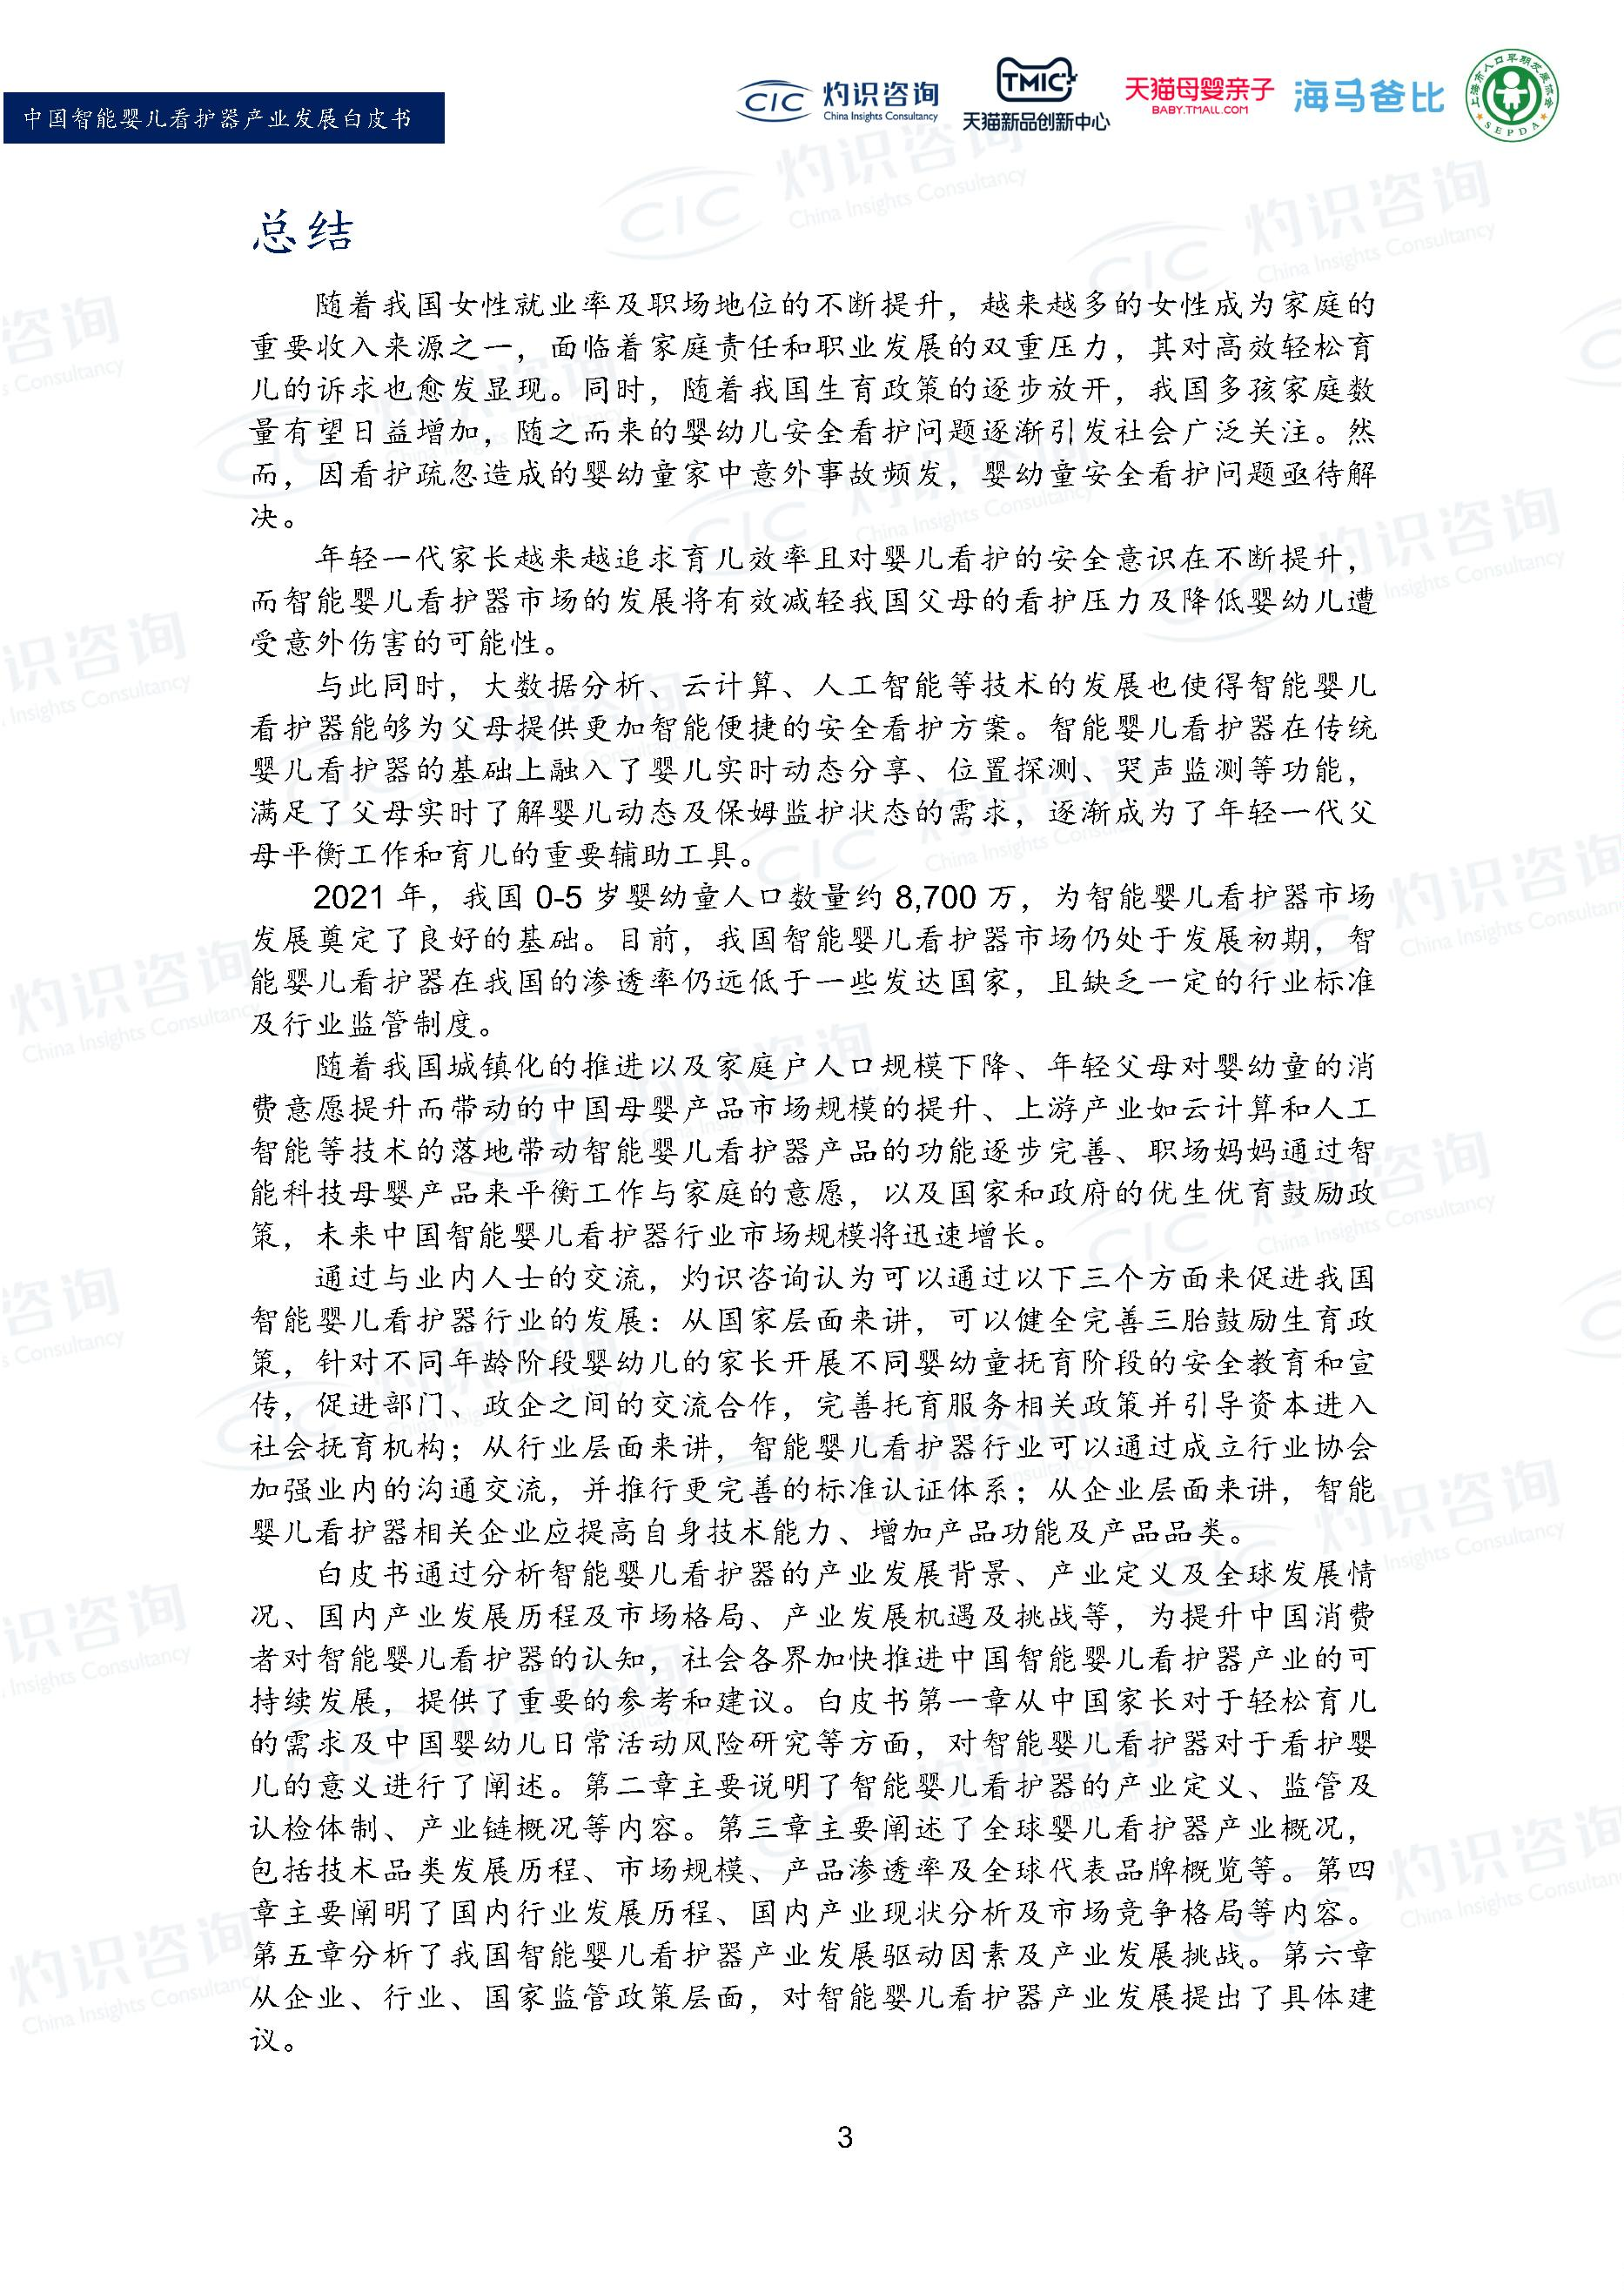 中国智能婴儿看护器产业发展白皮书
CIC 灼识咨询
China Insights Consultancy
TMIC
天猫新品创新中心
天猫母婴亲子
BABY.TMALL.COM
海马爸比
上海市人口早期发展协会
SEPDA
总结
随着我国女性就业率及职场地位的不断提升，越来越多的女性成为家庭的
重要收入来源之一，面临着家庭责任和职业发展的双重压力，其对高效轻松育
儿的诉求也愈发显现。同时，随着我国生育政策的逐步放开，我国多孩家庭数
量有望日益增加，随之而来的婴幼儿安全看护问题逐渐引发社会广泛关注。然
而，因看护疏忽造成的婴幼童家中意外事故频发，婴幼童安全看护问题亟待解
决。
年轻一代家长越来越追求育儿效率且对婴儿看护的安全意识在不断提升，
而智能婴儿看护器市场的发展将有效减轻我国父母的看护压力及降低婴幼儿遭
受意外伤害的可能性。
与此同时，大数据分析、云计算、人工智能等技术的发展也使得智能婴儿
看护器能够为父母提供更加智能便捷的安全看护方案。智能婴儿看护器在传统
婴儿看护器的基础上融入了婴儿实时动态分享、位置探测、哭声监测等功能，
满足了父母实时了解婴儿动态及保姆监护状态的需求，逐渐成为了年轻一代父
母平衡工作和育儿的重要辅助工具。
2021 年，我国 0-5 岁婴幼童人口数量约 8,700 万，为智能婴儿看护器市场
发展奠定了良好的基础。目前，我国智能婴儿看护器市场仍处于发展初期，智
能婴儿看护器在我国的渗透率仍远低于一些发达国家，且缺乏一定的行业标准
及行业监管制度。
随着我国城镇化的推进以及家庭户人口规模下降、年轻父母对婴幼童的消
费意愿提升而带动的中国母婴产品市场规模的提升、上游产业如云计算和人工
智能等技术的落地带动智能婴儿看护器产品的功能逐步完善、职场妈妈通过智
能科技母婴产品来平衡工作与家庭的意愿，以及国家和政府的优生优育鼓励政
策，未来中国智能婴儿看护器行业市场规模将迅速增长。
通过与业内人士的交流，灼识咨询认为可以通过以下三个方面来促进我国
智能婴儿看护器行业的发展：从国家层面来讲，可以健全完善三胎鼓励生育政
策，针对不同年龄阶段婴幼儿的家长开展不同婴幼童抚育阶段的安全教育和宣
传，促进部门、政企之间的交流合作，完善托育服务相关政策并引导资本进入
社会抚育机构；从行业层面来讲，智能婴儿看护器行业可以通过成立行业协会
加强业内的沟通交流，并推行更完善的标准认证体系；从企业层面来讲，智能
婴儿看护器相关企业应提高自身技术能力、增加产品功能及产品品类。
白皮书通过分析智能婴儿看护器的产业发展背景、产业定义及全球发展情
况、国内产业发展历程及市场格局、产业发展机遇及挑战等，为提升中国消费
者对智能婴儿看护器的认知，社会各界加快推进中国智能婴儿看护器产业的可
持续发展，提供了重要的参考和建议。白皮书第一章从中国家长对于轻松育儿
的需求及中国婴幼儿日常活动风险研究等方面，对智能婴儿看护器对于看护婴
儿的意义进行了阐述。第二章主要说明了智能婴儿看护器的产业定义、监管及
认检体制、产业链概况等内容。第三章主要阐述了全球婴儿看护器产业概况，
包括技术品类发展历程、市场规模、产品渗透率及全球代表品牌概览等。第四
章主要阐明了国内行业发展历程、国内产业现状分析及市场竞争格局等内容。
第五章分析了我国智能婴儿看护器产业发展驱动因素及产业发展挑战。第六章
从企业、行业、国家监管政策层面，对智能婴儿看护器产业发展提出了具体建
议。
3